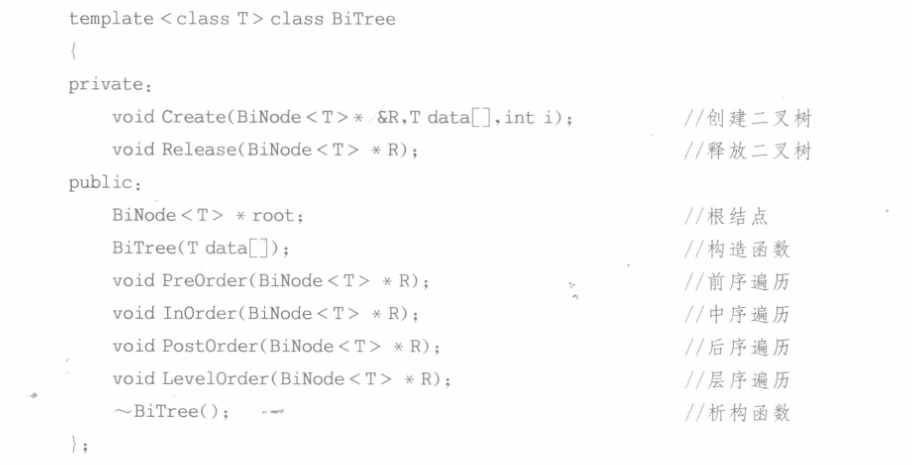 template <class T> class BiTree
{
private:
void Create(BiNode<T>* &R,T data[],int i); //创建二叉树
void Release(BiNode<T> *R); //释放二叉树
public:
BiNode<T> *root; //根结点
BiTree(T data[]); //构造函数
void PreOrder(BiNode<T> *R); //前序遍历
void InOrder(BiNode<T> *R); //中序遍历
void PostOrder(BiNode<T> *R); //后序遍历
void LevelOrder(BiNode<T> *R); //层序遍历
～BiTree(); //析构函数
};